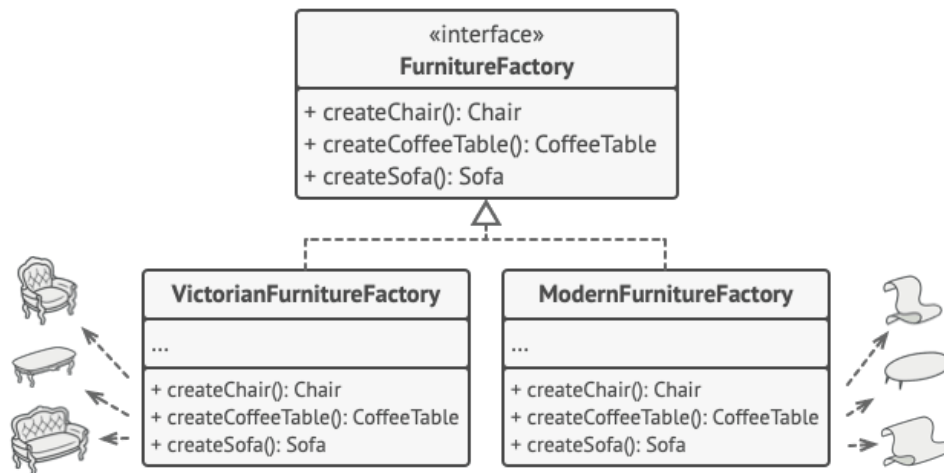 «interface»
FurnitureFactory
+ createChair(): Chair
+ createCoffeeTable(): CoffeeTable
+ createSofa(): Sofa
VictorianFurnitureFactory
...
+ createChair(): Chair
+ createCoffeeTable(): CoffeeTable
+ createSofa(): Sofa
ModernFurnitureFactory
...
+ createChair(): Chair
+ createCoffeeTable(): CoffeeTable
+ createSofa(): Sofa